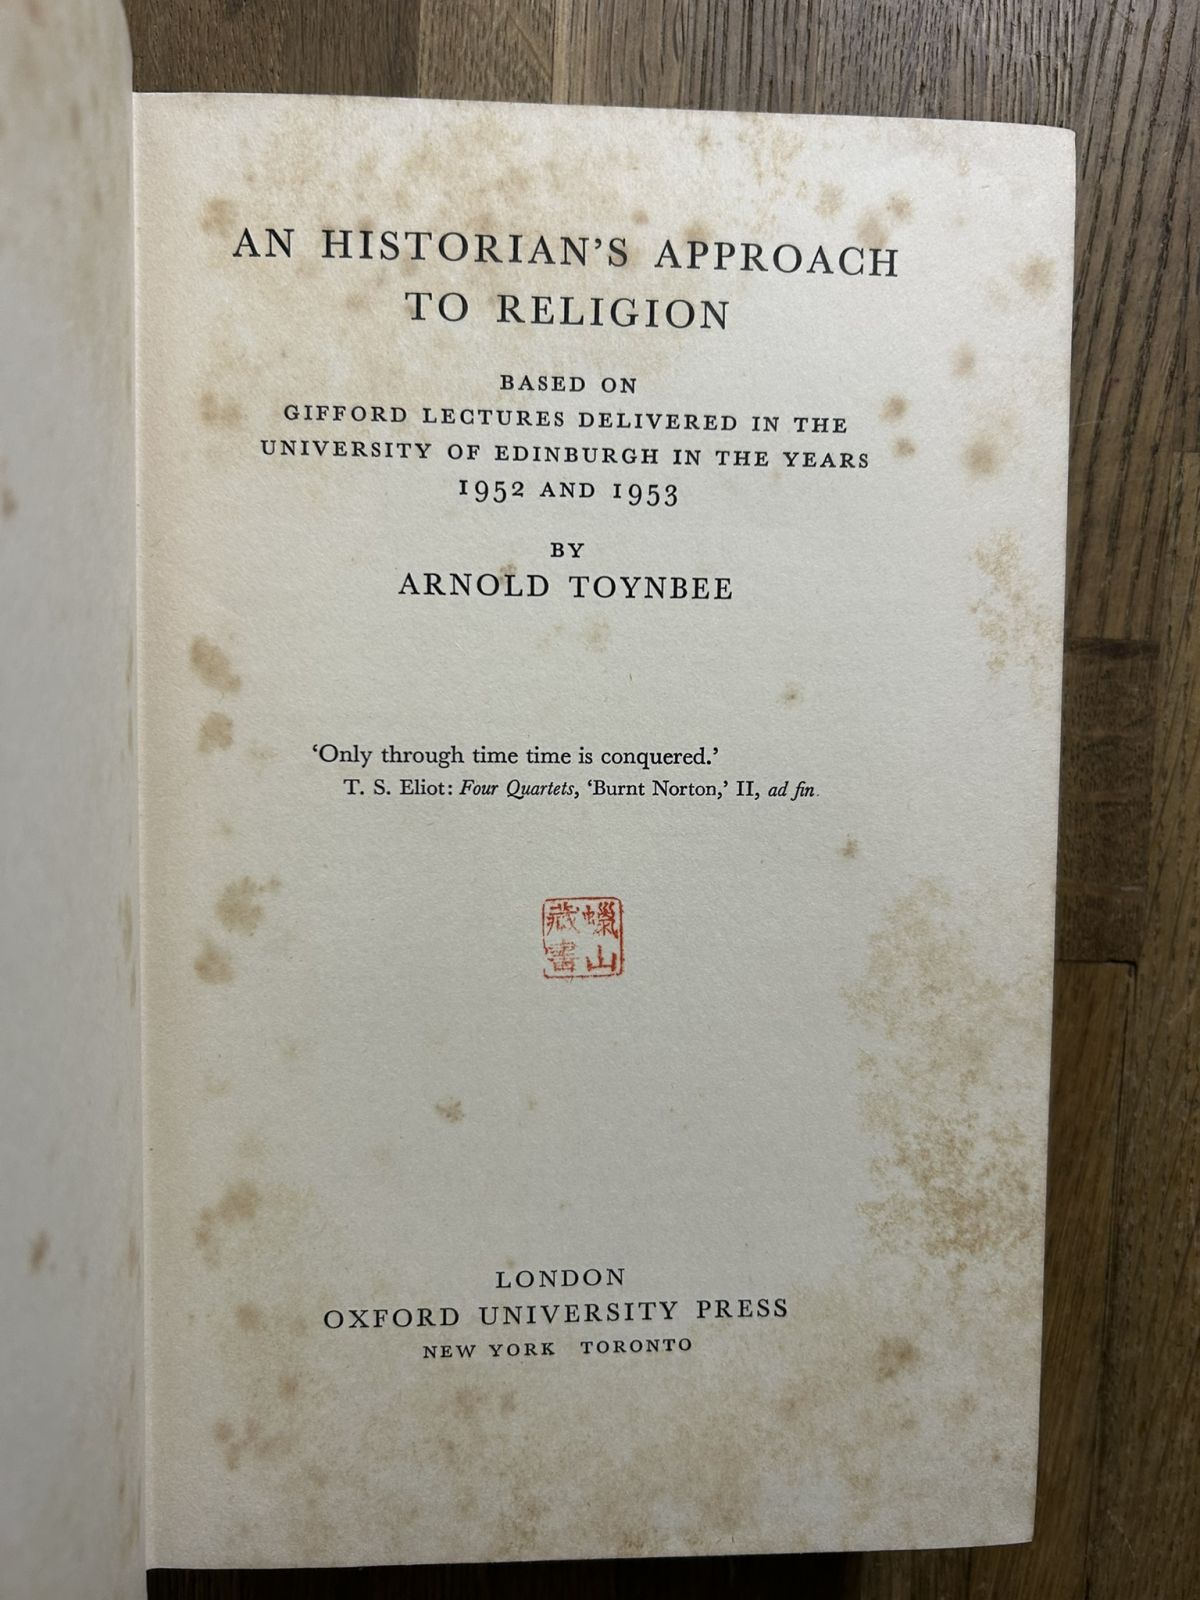 AN HISTORIAN'S APPROACH
TO RELIGION
BASED ON
GIFFORD LECTURES DELIVERED IN THE
UNIVERSITY OF EDINBURGH IN THE YEARS
1952 AND 1953
BY
ARNOLD TOYNBEE
‘Only through time time is conquered.’
T. S. Eliot: Four Quartets, ‘Burnt Norton,’ II, ad fin.
蠟山
藏書
LONDON
OXFORD UNIVERSITY PRESS
NEW YORK TORONTO